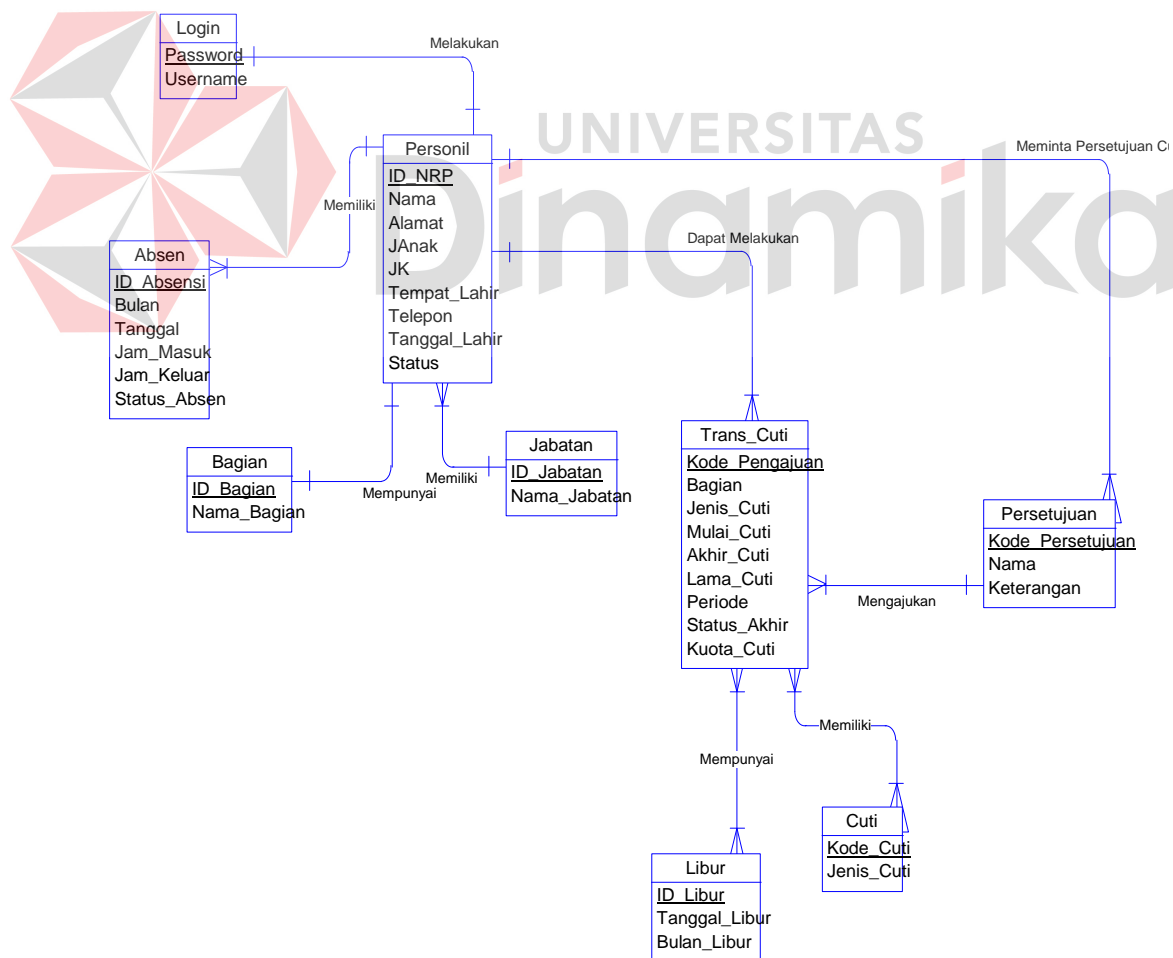 Login
Password
Username
Melakukan
UNIVERSITAS
Dinamika
Personil
ID_NRP
Nama
Alamat
JAnak
JK
Tempat_Lahir
Telepon
Tanggal_Lahir
Status
Meminta Persetujuan
Memiliki
Dapat Melakukan
Absen
ID_Absensi
Bulan
Tanggal
Jam_Masuk
Jam_Keluar
Status_Absen
Bagian
ID_Bagian
Nama_Bagian
Mempunyai
Memiliki
Jabatan
ID_Jabatan
Nama_Jabatan
Trans_Cuti
Kode_Pengajuan
Bagian
Jenis_Cuti
Mulai_Cuti
Akhir_Cuti
Lama_Cuti
Periode
Status_Akhir
Kuota_Cuti
Mengajukan
Persetujuan
Kode_Persetujuan
Nama
Keterangan
Memiliki
Mempunyai
Cuti
Kode_Cuti
Jenis_Cuti
Libur
ID_Libur
Tanggal_Libur
Bulan_Libur